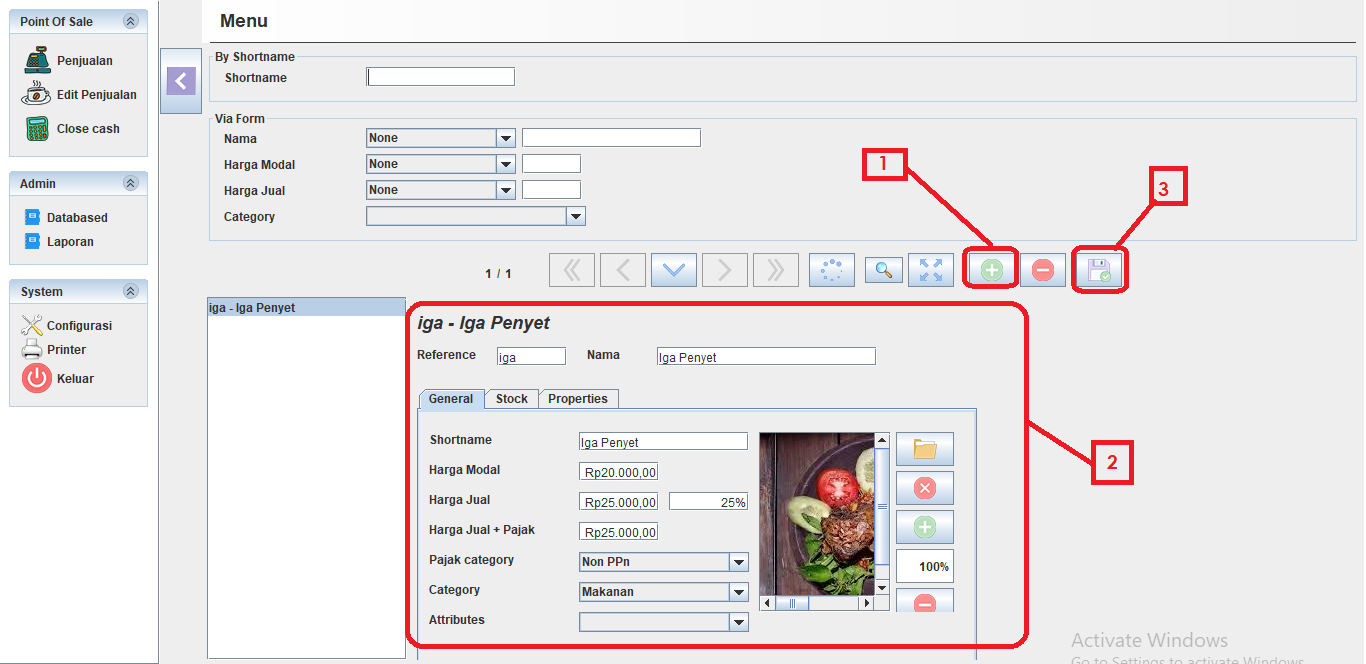 Point Of Sale
Penjualan
Edit Penjualan
Close cash
Admin
Databased
Laporan
System
Configurasi
Printer
Keluar
Menu
By Shortname
Shortname
Via Form
Nama None
Harga Modal None
Harga Jual None
Category
1
3
1 / 1
iga - Iga Penyet
iga - Iga Penyet
Reference iga Nama Iga Penyet
General Stock Properties
Shortname Iga Penyet
Harga Modal Rp20.000,00
Harga Jual Rp25.000,00 25%
Harga Jual + Pajak Rp25.000,00
Pajak category Non PPn
Category Makanan
Attributes
100%
2
Activate Windows
Go to Settings to activate Windows.